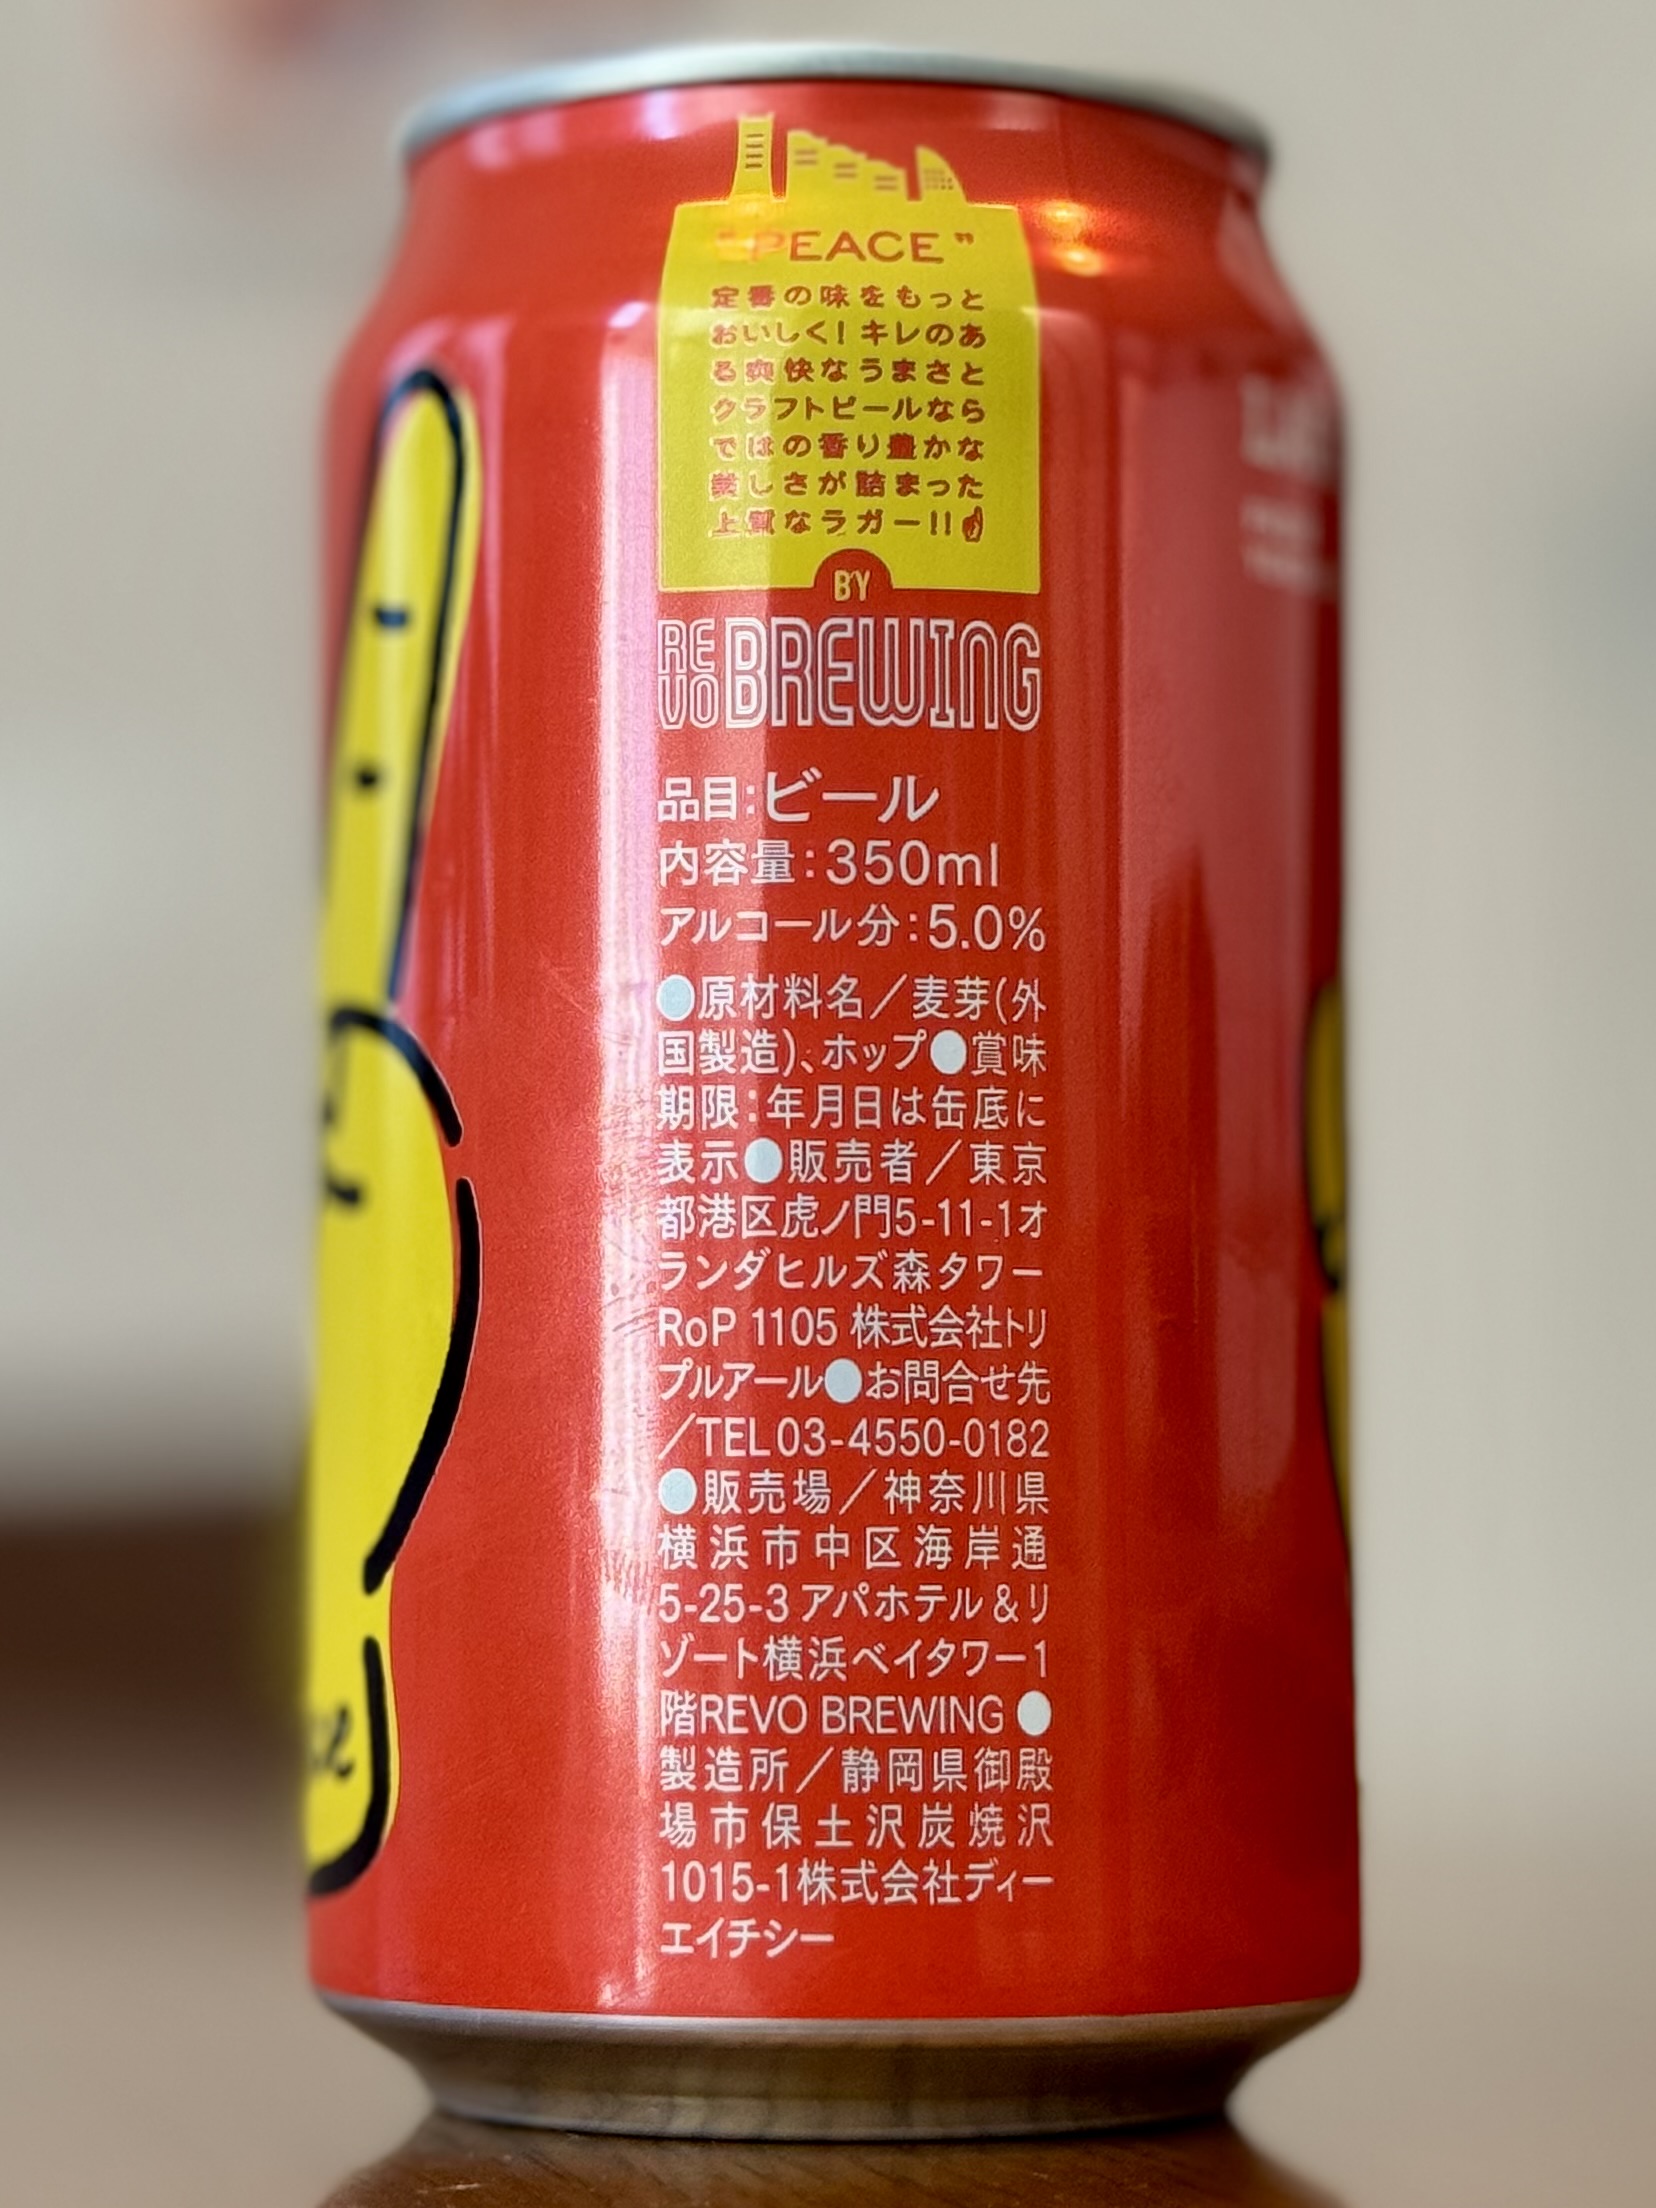 “PEACE”
定番の味をもっと
おいしく！キレのあ
る爽快なうまさと
クラフトビールなら
ではの香り豊かな
美しさが詰まった
上質なラガー!!
BY
REVO BREWING
品目:ビール
内容量:350ml
アルコール分:5.0%
●原材料名／麦芽(外
国製造)、ホップ●賞味
期限:年月日は缶底に
表示●販売者／東京
都港区虎ノ門5-11-1オ
ランダヒルズ森タワー
RoP 1105 株式会社トリ
プルアール●お問合せ先
／TEL03-4550-0182
●販売場／神奈川県
横浜市中区海岸通
5-25-3アパホテル&リ
ゾート横浜ベイタワー1
階REVO BREWING●
製造所／静岡県御殿
場市保土沢炭焼沢
1015-1株式会社ディー
エイチシー